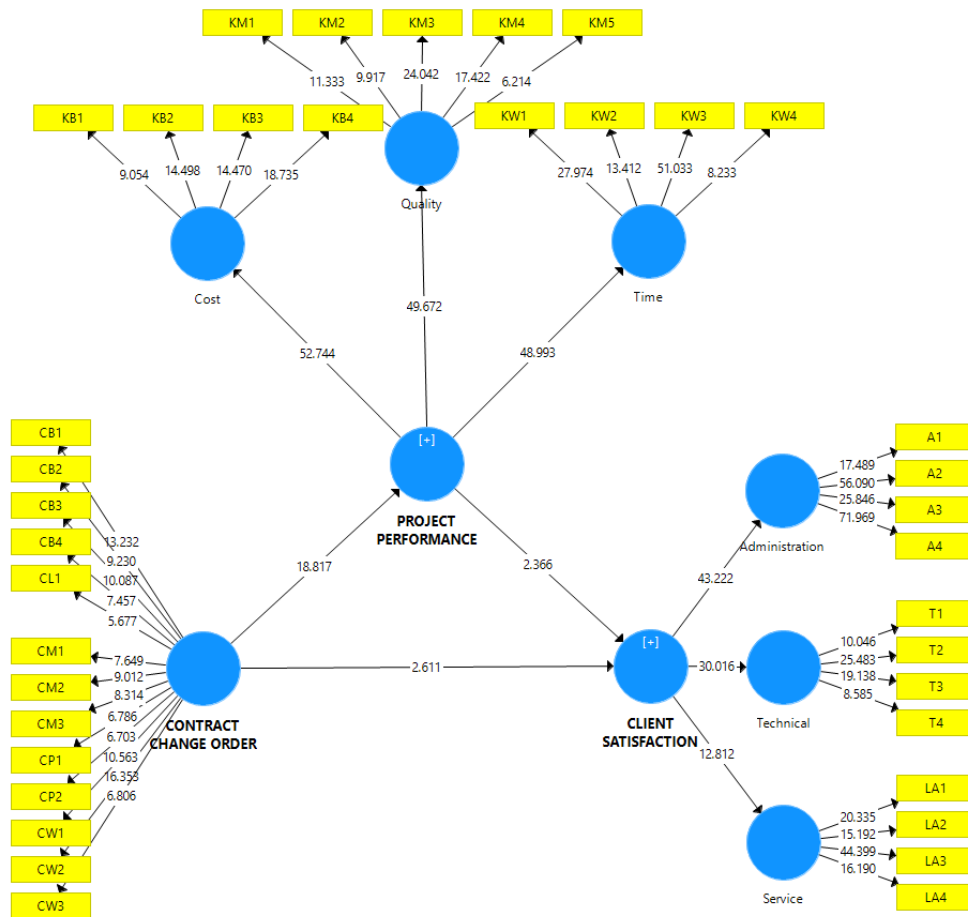 KM1 KM2 KM3 KM4 KM5
11.333 9.917 24.042 17.422 6.214
KB1 KB2 KB3 KB4
KW1 KW2 KW3 KW4
9.054 14.498 14.470 18.735
27.974 13.412 51.033 8.233
Quality
Cost
Time
49.672
52.744
48.993
[+]
PROJECT
PERFORMANCE
CB1
CB2
CB3
CB4
CL1
CM1
CM2
CM3
CP1
CP2
CW1
CW2
CW3
13.232
9.230
10.087
7.457
5.677
7.649
9.012
8.314
6.786
6.703
10.563
16.353
6.806
CONTRACT
CHANGE ORDER
18.817
2.366
2.611
[+]
CLIENT
SATISFACTION
43.222
30.016
12.812
Administration
17.489
56.090
25.846
71.969
A1
A2
A3
A4
Technical
10.046
25.483
19.138
8.585
T1
T2
T3
T4
Service
20.335
15.192
44.399
16.190
LA1
LA2
LA3
LA4